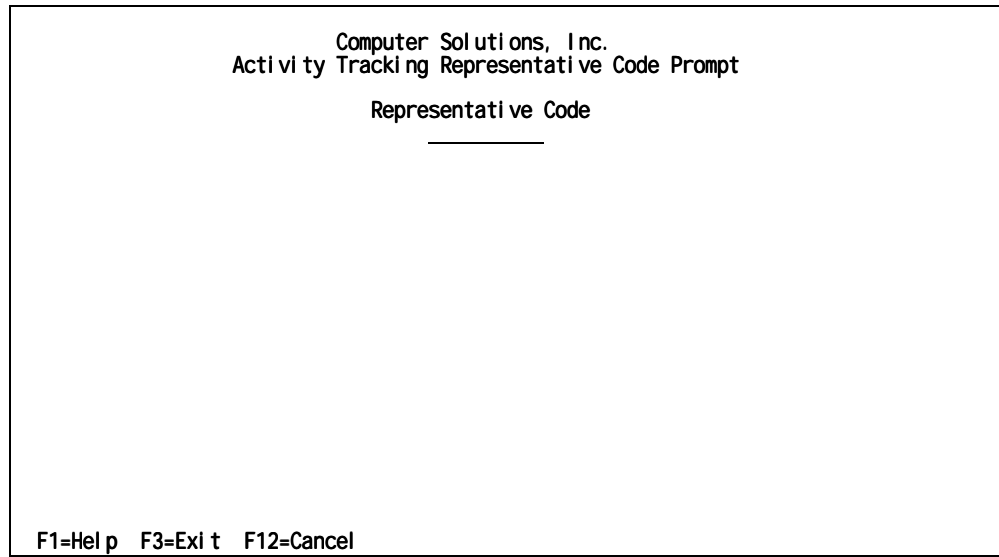 Computer Solutions, Inc.
Activity Tracking Representative Code Prompt
Representative Code
F1=Help F3=Exit F12=Cancel